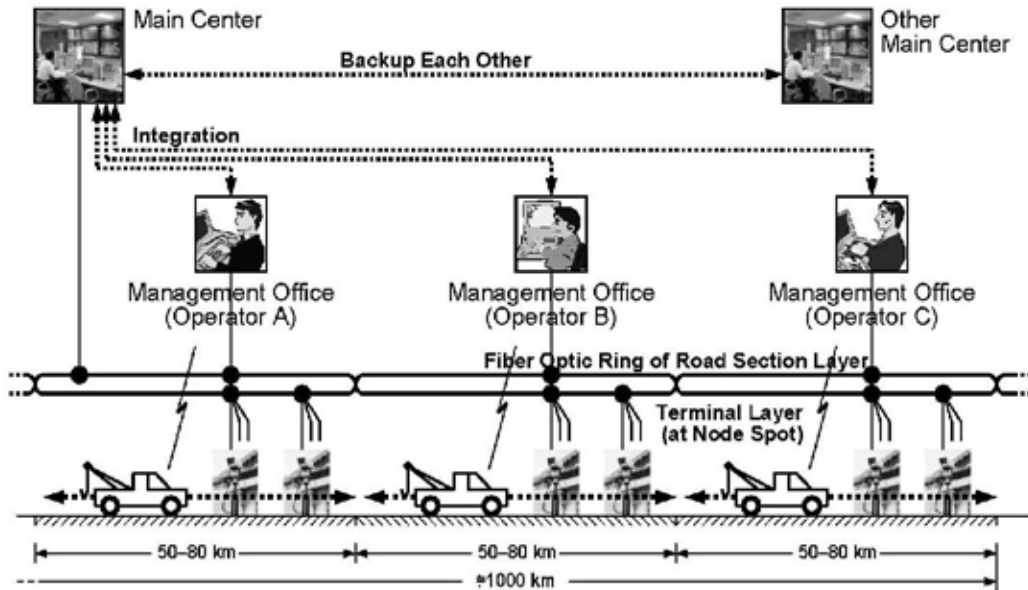 Main Center
Other
Main Center
Backup Each Other
Integration
Management Office
(Operator A)
Management Office
(Operator B)
Management Office
(Operator C)
Fiber Optic Ring of Road Section Layer
Terminal Layer
(at Node Spot)
50–80 km
50–80 km
50–80 km
1000 km